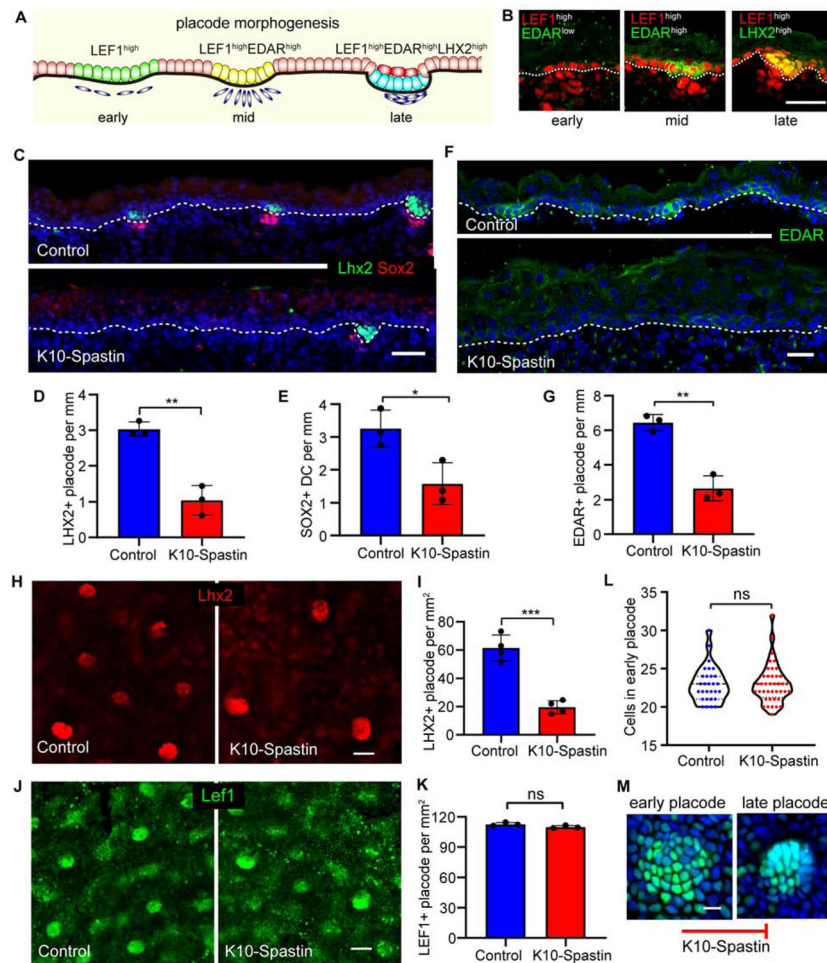 A
placode morphogenesis
LEF1high
LEF1highEDARhigh
LEF1highEDARhighLHX2high
early
mid
late
B
LEF1high
EDARlow
LEF1high
EDARhigh
LEF1high
LHX2high
early
mid
late
C
Control
Lhx2 Sox2
K10-Spastin
F
Control
EDAR
K10-Spastin
D
LHX2+ placode per mm
4
3
2
1
0
**
Control
K10-Spastin
E
SOX2+ DC per mm
4
3
2
1
0
*
Control
K10-Spastin
G
EDAR+ placode per mm
8
6
4
2
0
**
Control
K10-Spastin
H
Lhx2
Control
K10-Spastin
I
LHX2+ placode per mm2
80
60
40
20
0
***
Control
K10-Spastin
L
Cells in early placode
35
30
25
20
15
ns
Control
K10-Spastin
J
Lef1
Control
K10-Spastin
K
LEF1+ placode per mm2
120
90
60
30
0
ns
Control
K10-Spastin
M
early placode
late placode
K10-Spastin